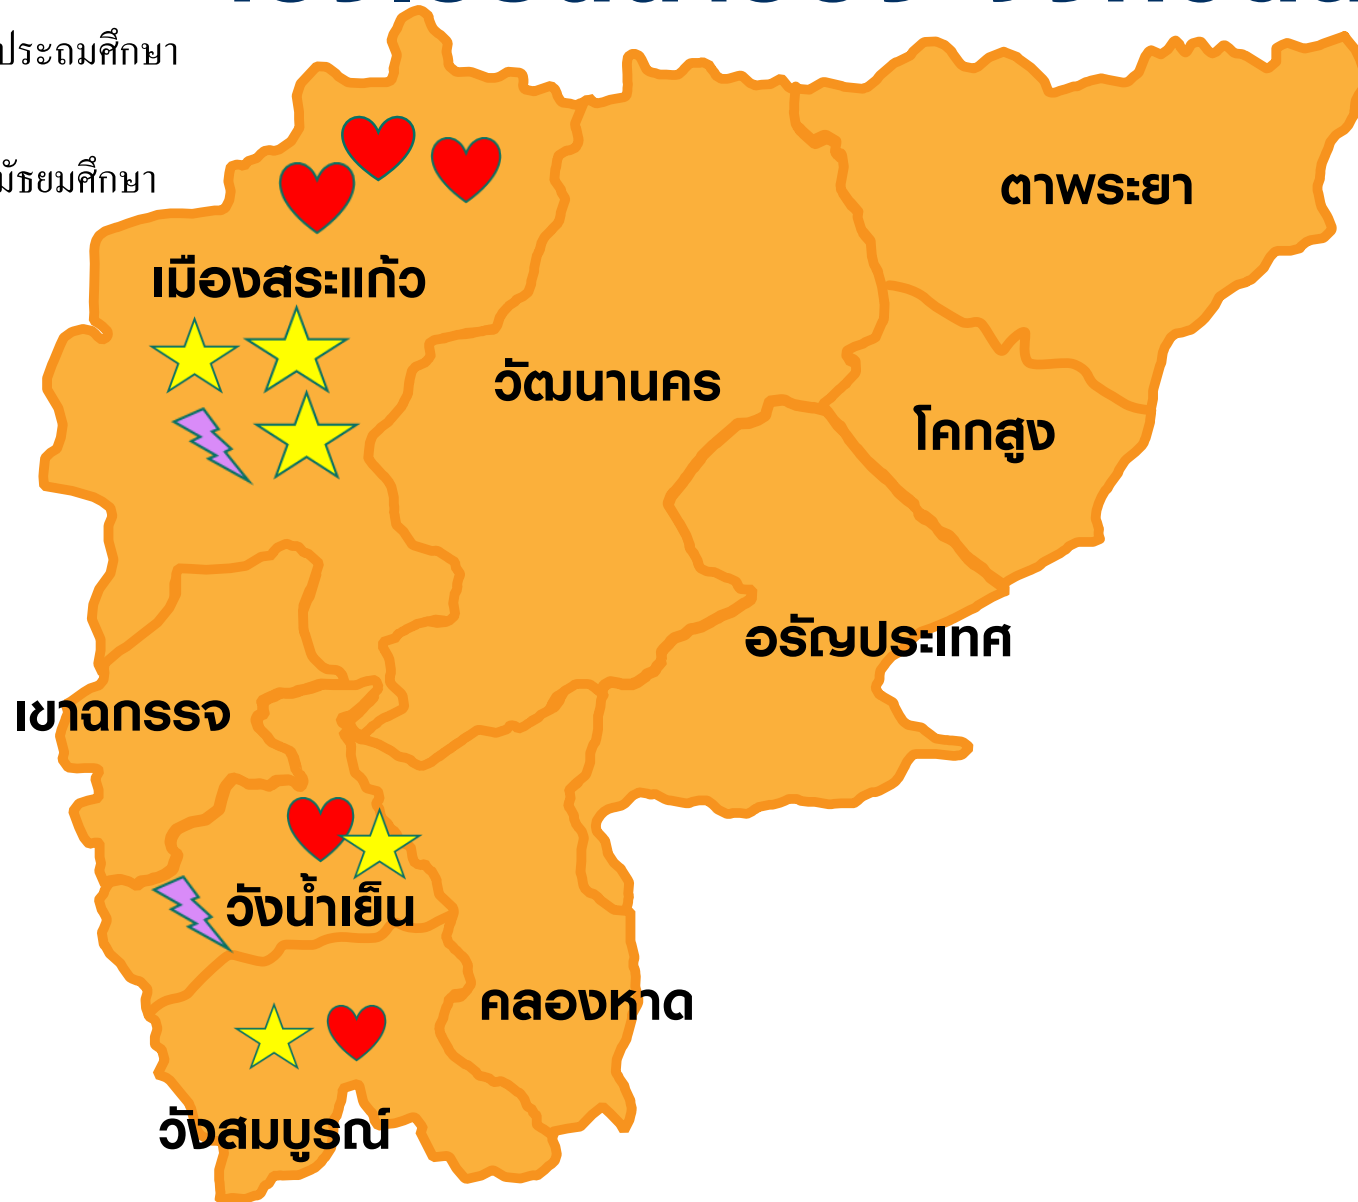 ประถมศึกษา
มัธยมศึกษา
ตาพระยา
เมืองสระแก้ว
วัฒนานคร
โคกสูง
อรัญประเทศ
เขาฉกรรจ์
วังน้ำเย็น
คลองหาด
วังสมบูรณ์